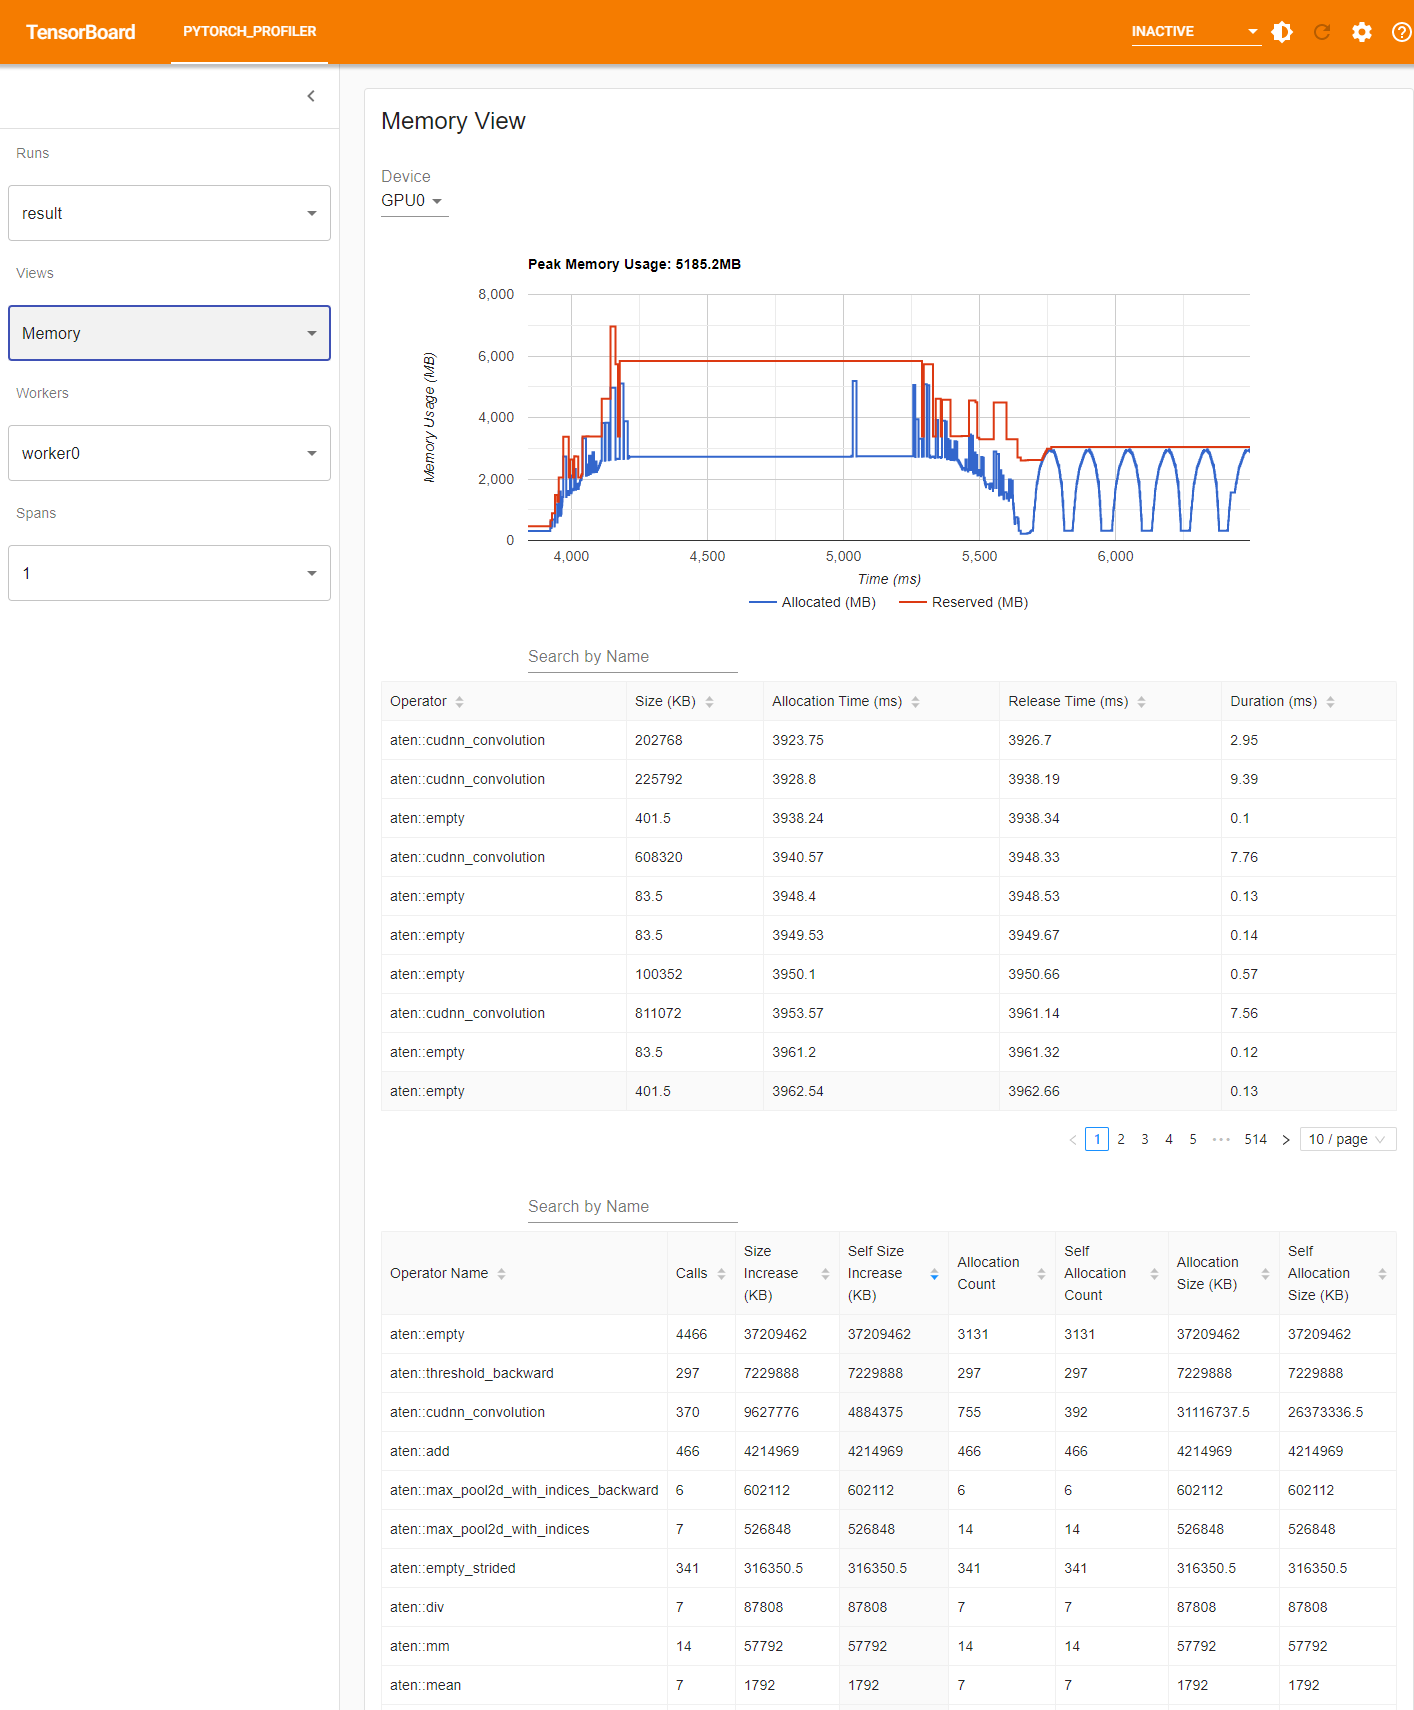 TensorBoard
PYTORCH_PROFILER
INACTIVE
Runs
result
Views
Memory
Workers
worker0
Spans
1
Memory View
Device
GPU0
Peak Memory Usage: 5185.2MB
8,000
6,000
4,000
2,000
0
Memory Usage (MB)
4,000 4,500 5,000 5,500 6,000
Time (ms)
Allocated (MB) Reserved (MB)
Search by Name
Operator Size (KB) Allocation Time (ms) Release Time (ms) Duration (ms)
aten::cudnn_convolution 202768 3923.75 3926.7 2.95
aten::cudnn_convolution 225792 3928.8 3938.19 9.39
aten::empty 401.5 3938.24 3938.34 0.1
aten::cudnn_convolution 608320 3940.57 3948.33 7.76
aten::empty 83.5 3948.4 3948.53 0.13
aten::empty 83.5 3949.53 3949.67 0.14
aten::empty 100352 3950.1 3950.66 0.57
aten::cudnn_convolution 811072 3953.57 3961.14 7.56
aten::empty 83.5 3961.2 3961.32 0.12
aten::empty 401.5 3962.54 3962.66 0.13
1 2 3 4 5 ••• 514 10 / page
Search by Name
Operator Name Calls Size Increase (KB) Self Size Increase (KB) Allocation Count Self Allocation Count Allocation Size (KB) Self Allocation Size (KB)
aten::empty 4466 37209462 37209462 3131 3131 37209462 37209462
aten::threshold_backward 297 7229888 7229888 297 297 7229888 7229888
aten::cudnn_convolution 370 9627776 4884375 755 392 31116737.5 26373336.5
aten::add 466 4214969 4214969 466 466 4214969 4214969
aten::max_pool2d_with_indices_backward 6 602112 602112 6 6 602112 602112
aten::max_pool2d_with_indices 7 526848 526848 14 14 526848 526848
aten::empty_strided 341 316350.5 316350.5 341 341 316350.5 316350.5
aten::div 7 87808 87808 7 7 87808 87808
aten::mm 14 57792 57792 14 14 57792 57792
aten::mean 7 1792 1792 7 7 1792 1792